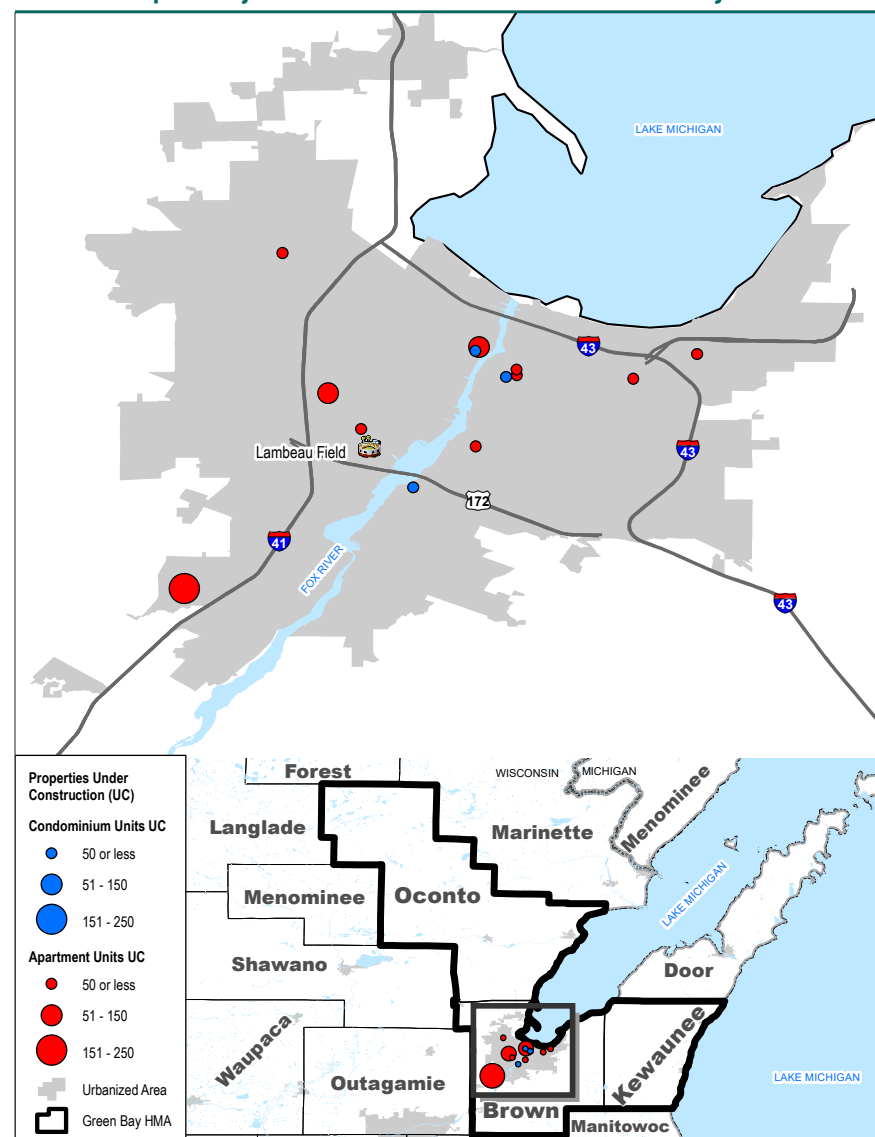 LAKE MICHIGAN
43
Lambeau Field
43
172
41
FOX RIVER
43
Properties Under
Construction (UC)
Condominium Units UC
50 or less
51 - 150
151 - 250
Apartment Units UC
50 or less
51 - 150
151 - 250
Urbanized Area
Green Bay HMA
Forest
WISCONSIN
MICHIGAN
Menominee
Langlade
Marinette
Menominee
Oconto
LAKE MICHIGAN
Shawano
Door
Waupaca
Kewaunee
Outagamie
LAKE MICHIGAN
Brown
Manitowoc